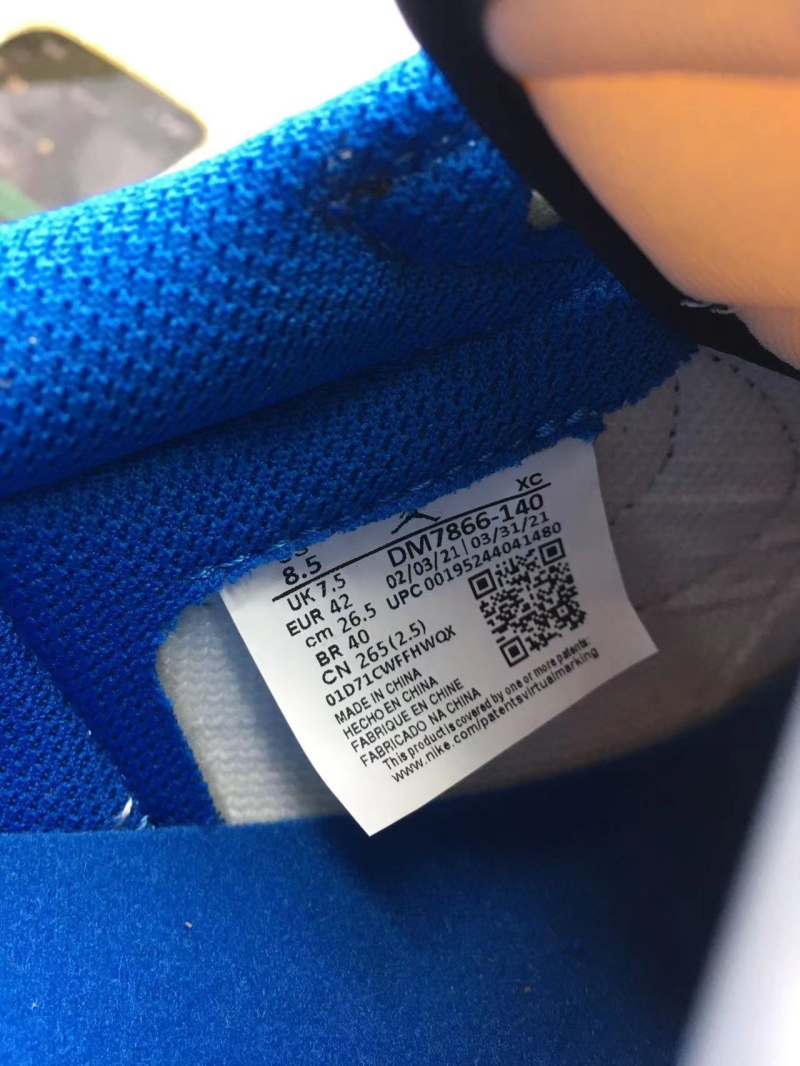 XC
8.5
DM7866-140
UK 7.5
02/03/21 | 03/31/21
EUR 42
UPC 00195244041480
cm 26.5
BR 40
CN 265(2.5)
01D71CWFFHWQX
MADE IN CHINA
HECHO EN CHINA
FABRIQUE EN CHINE
FABRICADO NA CHINA
This product is covered by one or more patents:
www.nike.com/patentsvirtualmarking